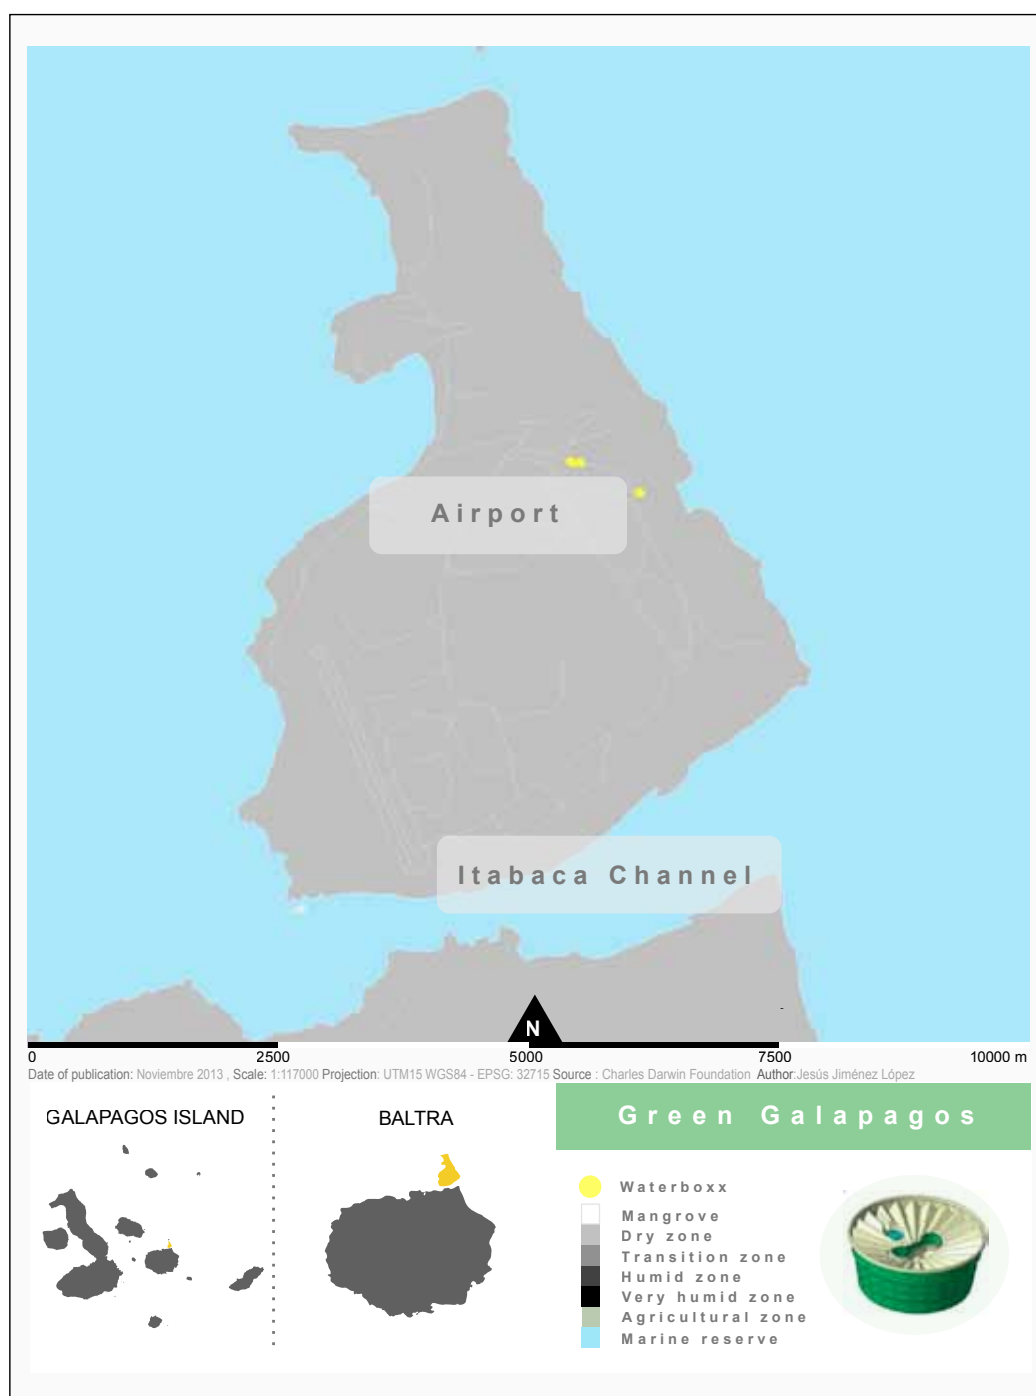 Airport
Itabaca Channel
N
0 2500 5000 7500 10000 m
Date of publication: Noviembre 2013 , Scale: 1:117000 Projection: UTM15 WGS84 - EPSG: 32715 Source : Charles Darwin Foundation Author:Jesús Jiménez López
GALAPAGOS ISLAND
BALTRA
Green Galapagos
Waterboxx
Mangrove
Dry zone
Transition zone
Humid zone
Very humid zone
Agricultural zone
Marine reserve